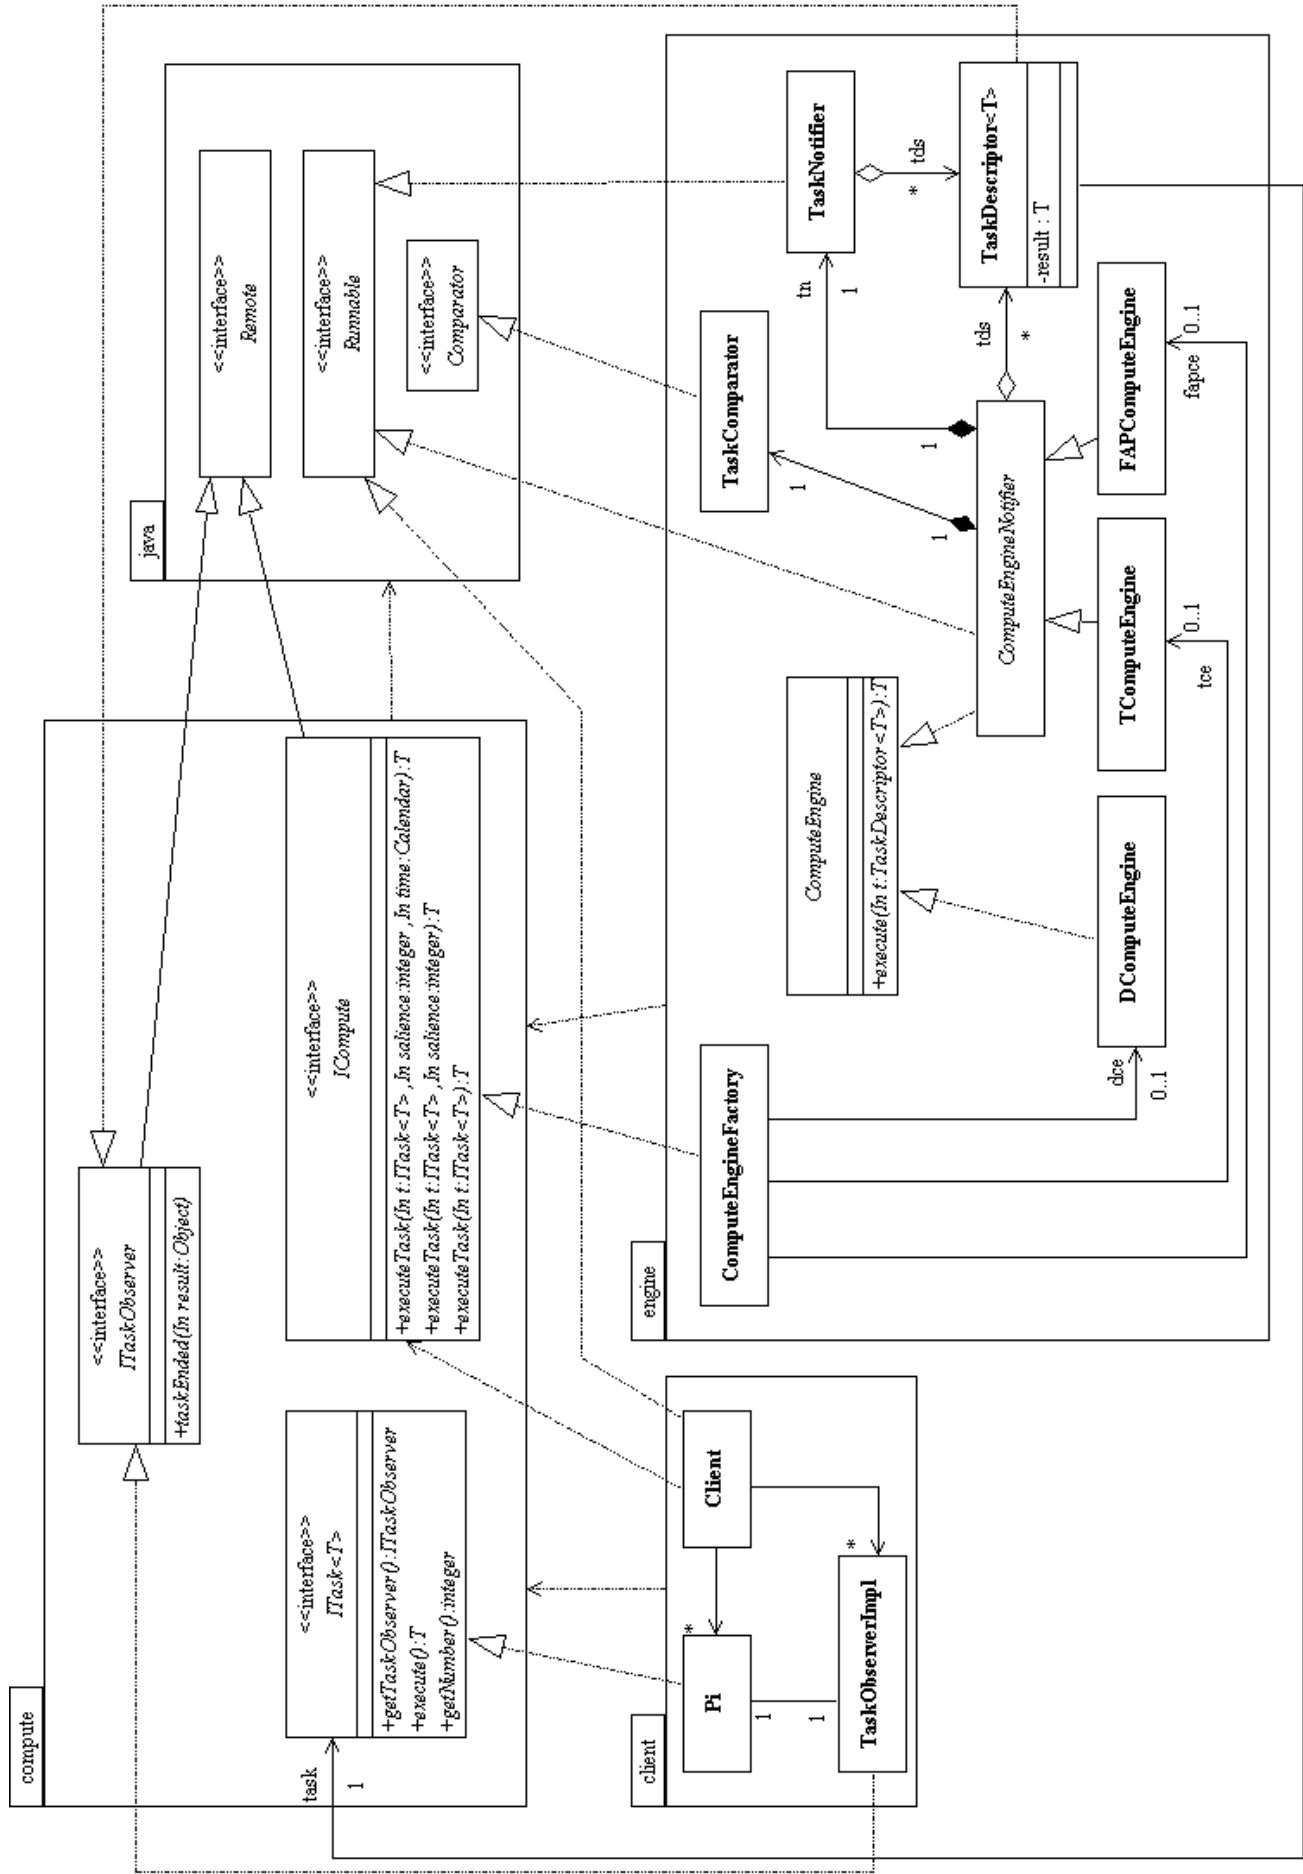 compute
<<interface>>
ITask<T>
+getTaskObserver():ITaskObserver
+execute():T
+getNumber():integer
task
1
<<interface>>
ITaskObserver
+taskEnded(In result:Object)
<<interface>>
ICompute
+executeTask(In t:ITask<T>,In salience:integer,In time:Calendar):T
+executeTask(In t:ITask<T>,In salience:integer):T
+executeTask(In t:ITask<T>):T
java
<<interface>>
Remote
<<interface>>
Runnable
<<interface>>
Comparator
client
Pi
*
1
1
Client
*
TaskObserverImpl
engine
ComputeEngineFactory
dce
0..1
ComputeEngine
+execute(In t:TaskDescriptor<T>):T
DComputeEngine
TaskComparator
1
1
TaskNotifier
tn
1
1
tds
*
ComputeEngineNotifier
tds
*
TaskDescriptor<T>
-result : T
TComputeEngine
tce
0..1
FAPComputeEngine
fapce
0..1